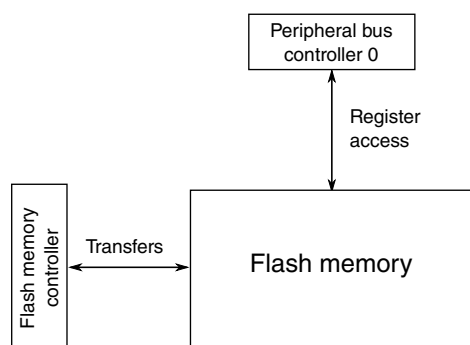 Peripheral bus
controller 0
Register
access
Flash memory
controller
Transfers
Flash memory